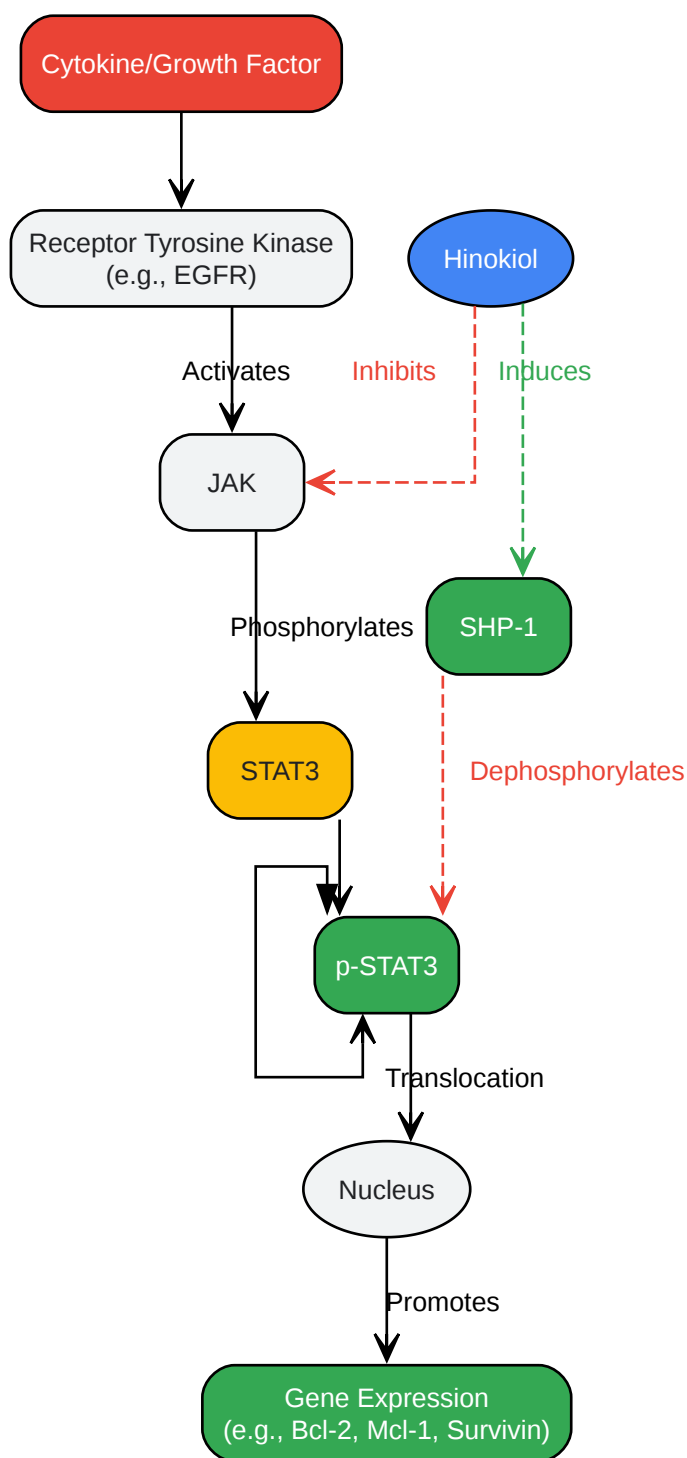 Cytokine/Growth Factor
Receptor Tyrosine Kinase
(e.g., EGFR)
Hinokiol
Activates
Inhibits
Induces
JAK
Phosphorylates
SHP-1
STAT3
Dephosphorylates
p-STAT3
Translocation
Nucleus
Promotes
Gene Expression
(e.g., Bcl-2, Mcl-1, Survivin)